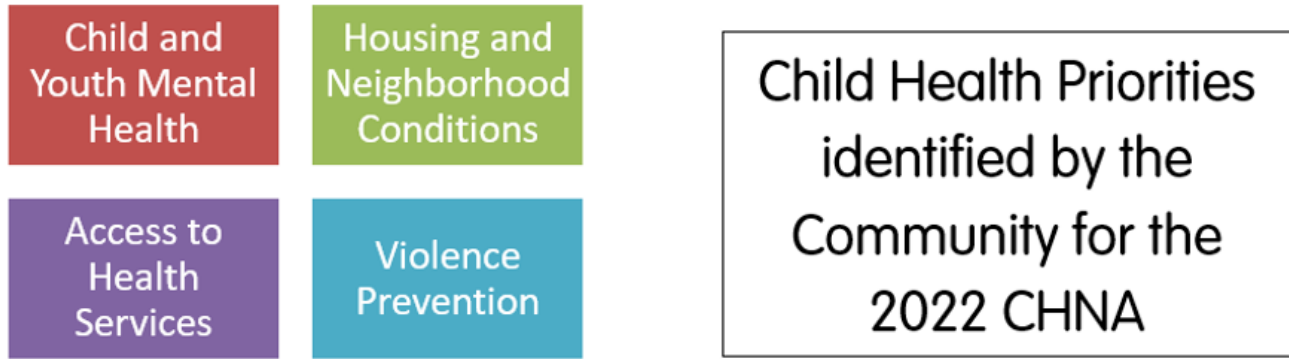 Child and
Youth Mental
Health
Housing and
Neighborhood
Conditions
Access to
Health
Services
Violence
Prevention
Child Health Priorities
identified by the
Community for the
2022 CHNA